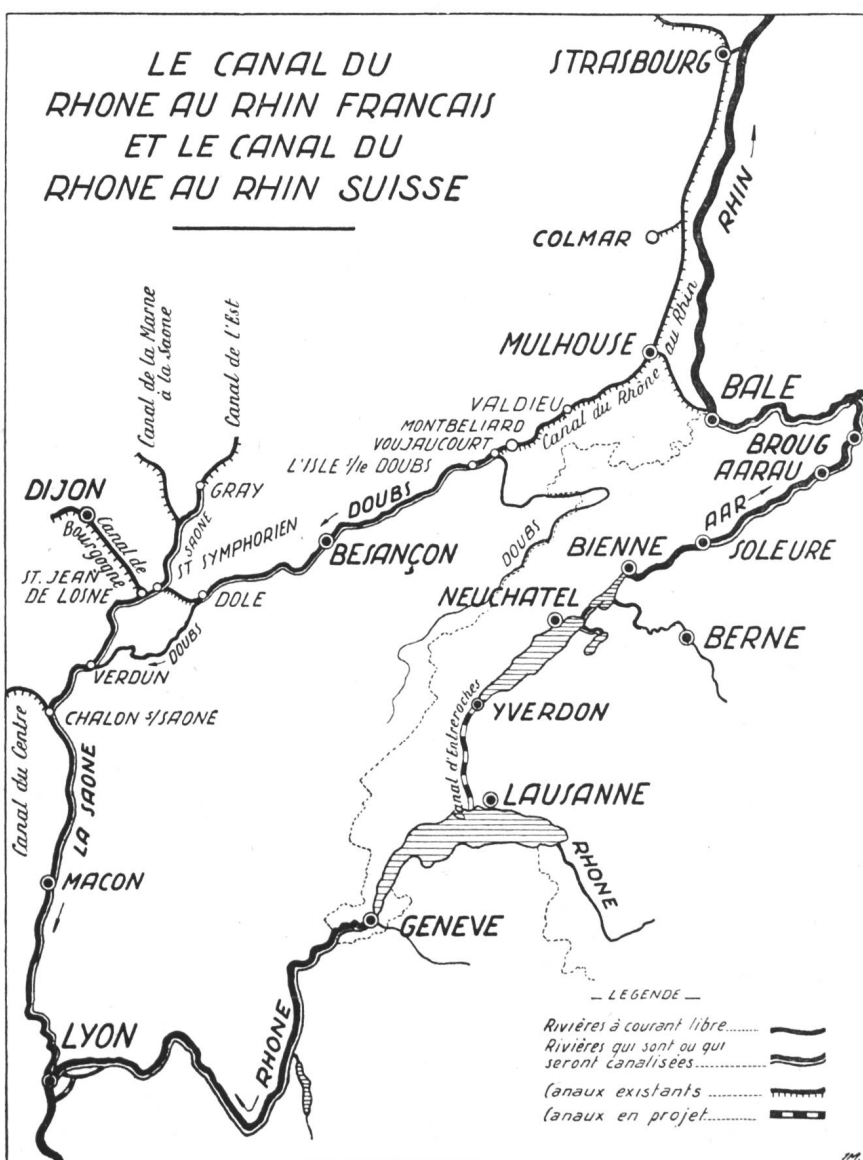 LE CANAL DU
RHONE AU RHIN FRANCAIS
ET LE CANAL DU
RHONE AU RHIN SUISSE
STRASBOURG
RHIN
COLMAR
MULHOUSE
Canal du Rhône au Rhin
BALE
VALDIEU
MONTBELIARD
VOUJAUCOURT
L'ISLE s/le DOUBS
Canal de la Marne
à la Saone
Canal de l'Est
GRAY
DIJON
Canal de
Bourgogne
SAONE
ST SYMPHORIEN
DOUBS
BESANÇON
ST. JEAN
DE LOSNE
DOLE
DOUBS
VERDUN
DOUBS
BROUG
AARAU
AAR
SOLEURE
BIENNE
NEUCHATEL
BERNE
YVERDON
Canal d'Entreroches
LAUSANNE
RHONE
CHALON s/SAONE
Canal du Centre
LA SAONE
MACON
GENEVE
RHONE
LYON
LEGENDE
Rivières à courant libre
Rivières qui sont ou qui
seront canalisées
Canaux existants
Canaux en projet
JM.